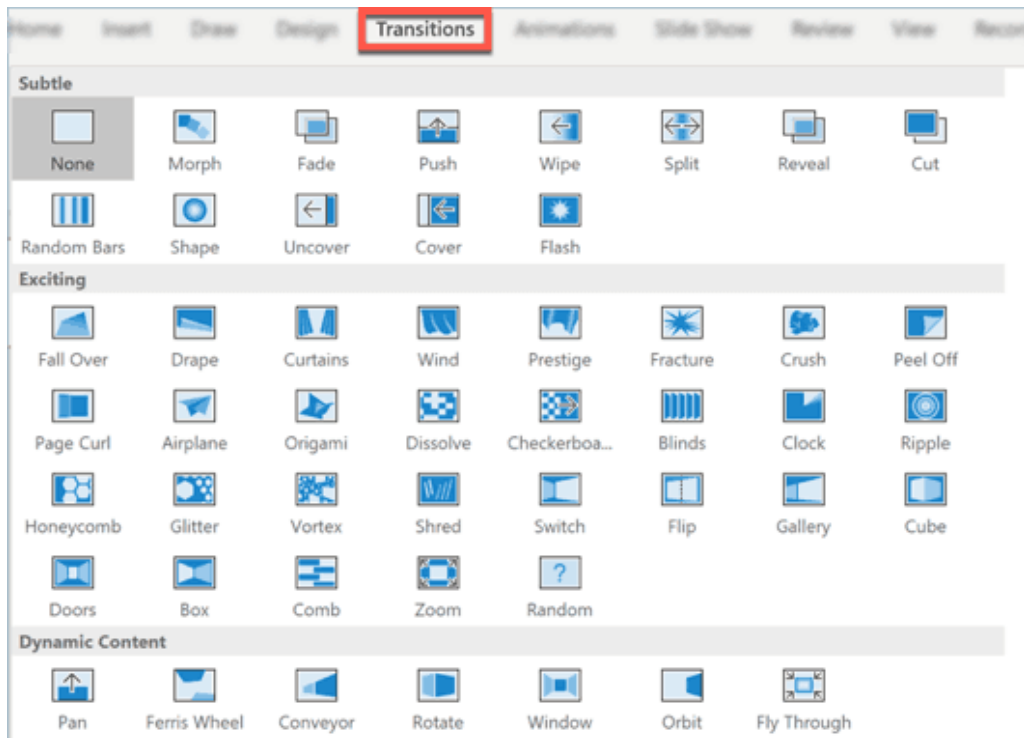 Home Insert Draw Design Transitions Animations Slide Show Review View
Subtle
None Morph Fade Push Wipe Split Reveal Cut
Random Bars Shape Uncover Cover Flash
Exciting
Fall Over Drape Curtains Wind Prestige Fracture Crush Peel Off
Page Curl Airplane Origami Dissolve Checkerboa... Blinds Clock Ripple
Honeycomb Glitter Vortex Shred Switch Flip Gallery Cube
Doors Box Comb Zoom Random
Dynamic Content
Pan Ferris Wheel Conveyor Rotate Window Orbit Fly Through